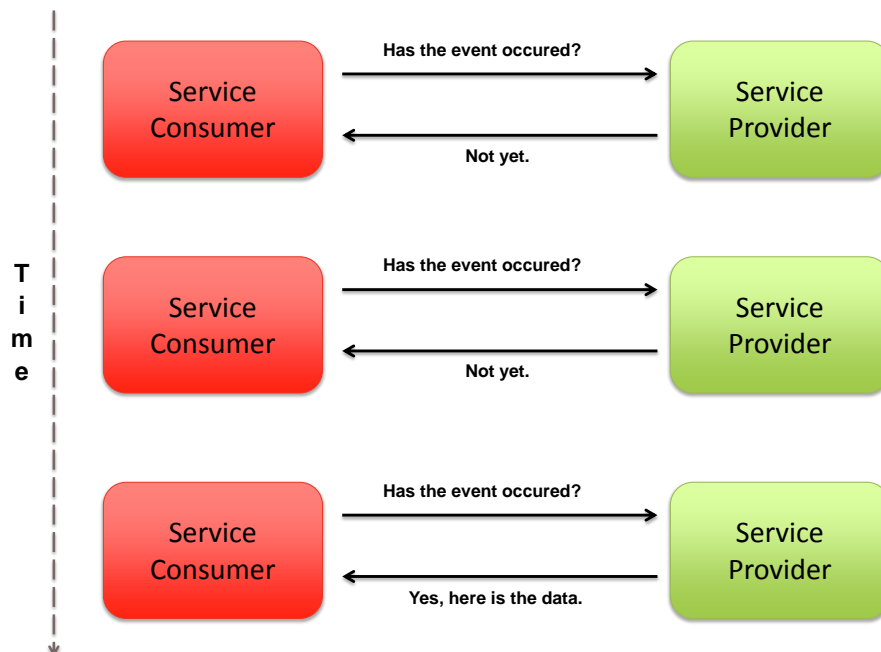 Has the event occured?
Service
Consumer
Service
Provider
Not yet.
Time
Has the event occured?
Service
Consumer
Service
Provider
Not yet.
Has the event occured?
Service
Consumer
Service
Provider
Yes, here is the data.